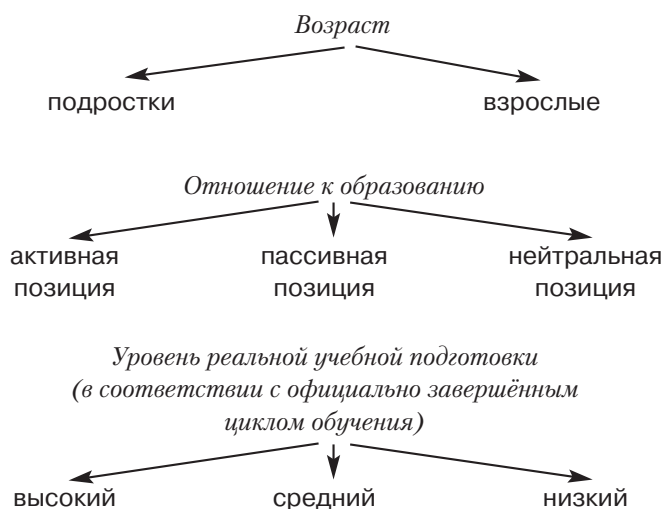 Возраст
подростки взрослые
Отношение к образованию
активная пассивная нейтральная
позиция позиция позиция
Уровень реальной учебной подготовки
(в соответствии с официально завершённым
циклом обучения)
высокий средний низкий